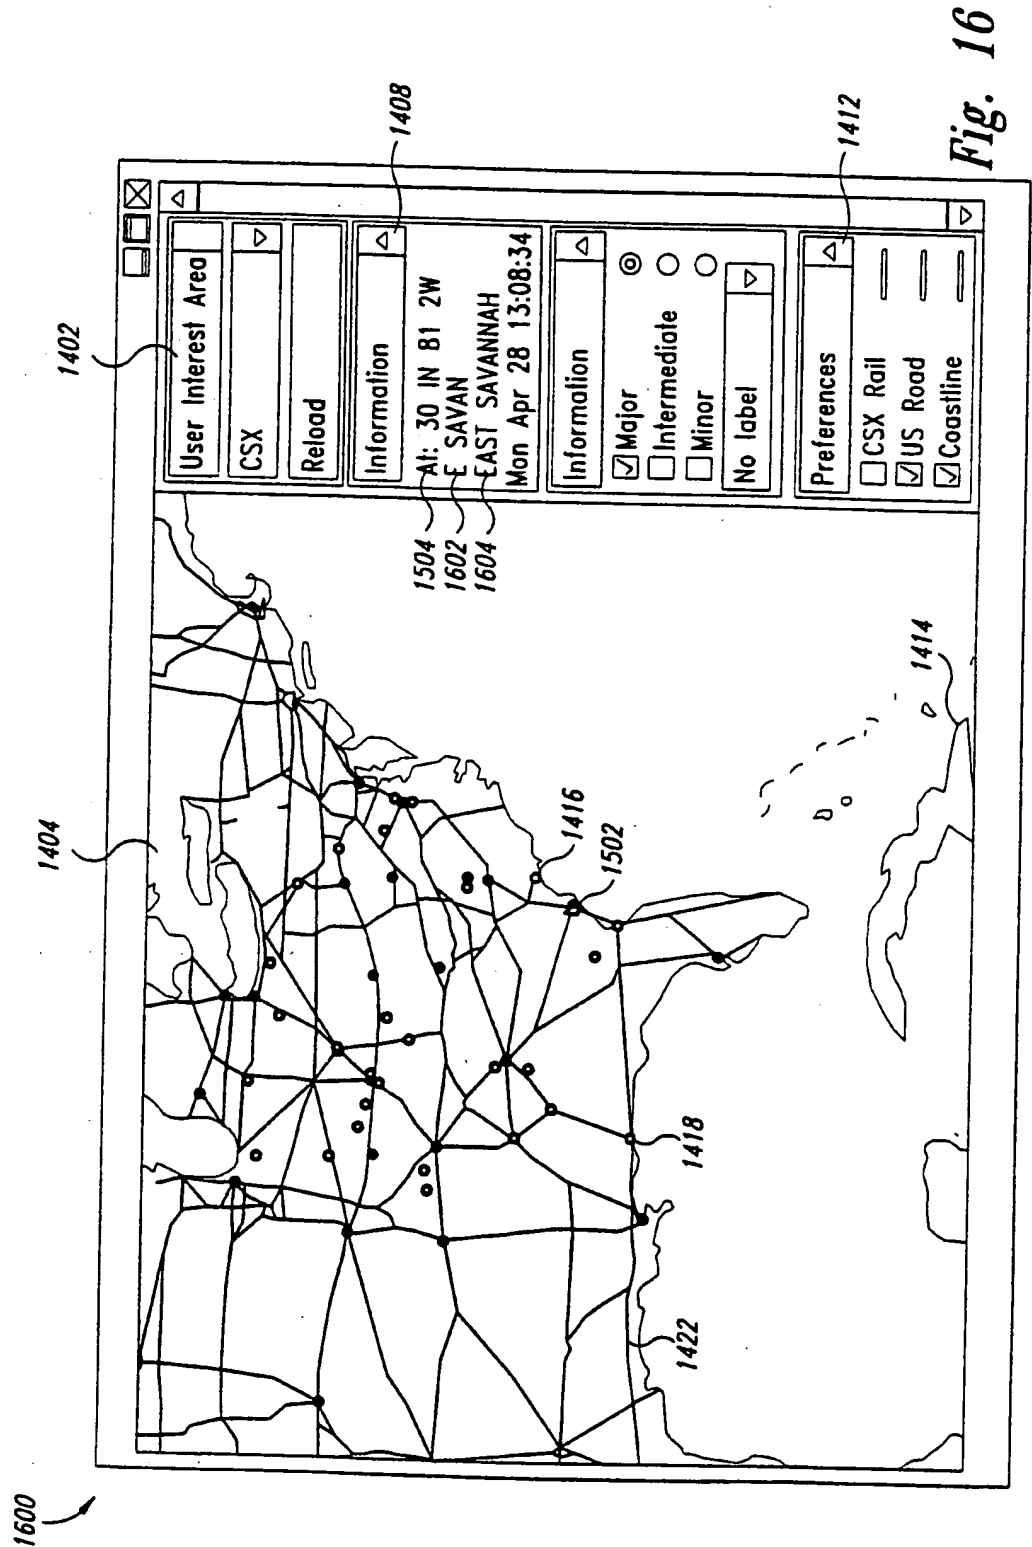 1600
1404
1402
User Interest Area
CSX
Reload
1408
Information
1504
At: 30 IN 81 2W
1602
E SAVAN
1604
EAST SAVANNAH
Mon Apr 28 13:08:34
Information
Major
Intermediate
Minor
No label
1412
Preferences
CSX Rail
US Road
Coastline
1416
1502
1414
1418
1422
Fig. 16